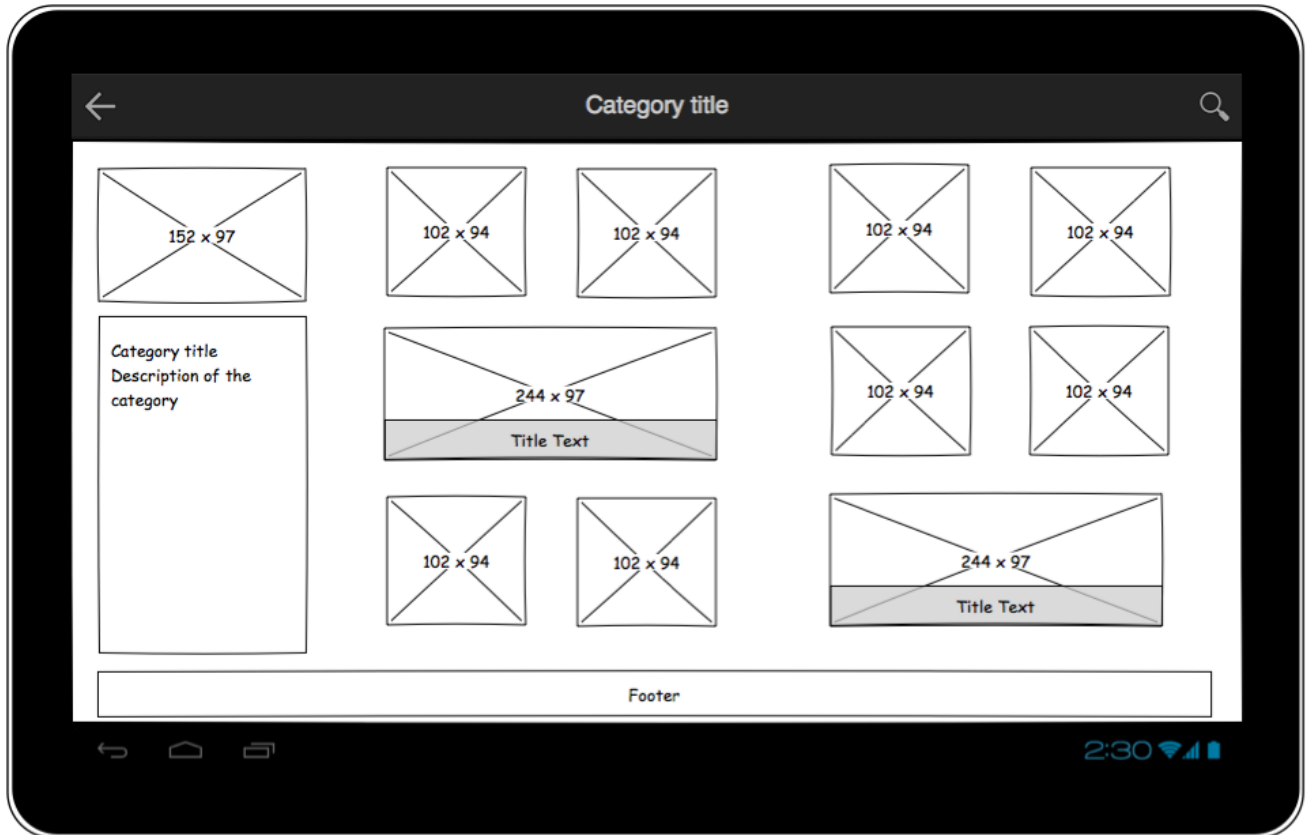 Category title
152 x 97
102 x 94
102 x 94
102 x 94
102 x 94
Category title
Description of the
category
244 x 97
Title Text
102 x 94
102 x 94
102 x 94
102 x 94
244 x 97
Title Text
Footer
2:30